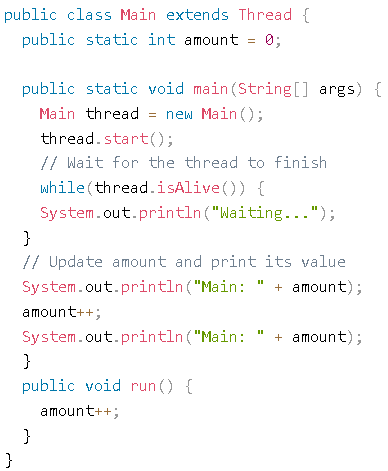 public class Main extends Thread {
public static int amount = 0;
public static void main(String[] args) {
Main thread = new Main();
thread.start();
// Wait for the thread to finish
while(thread.isAlive()) {
System.out.println("Waiting...");
}
// Update amount and print its value
System.out.println("Main: " + amount);
amount++;
System.out.println("Main: " + amount);
}
public void run() {
amount++;
}
}